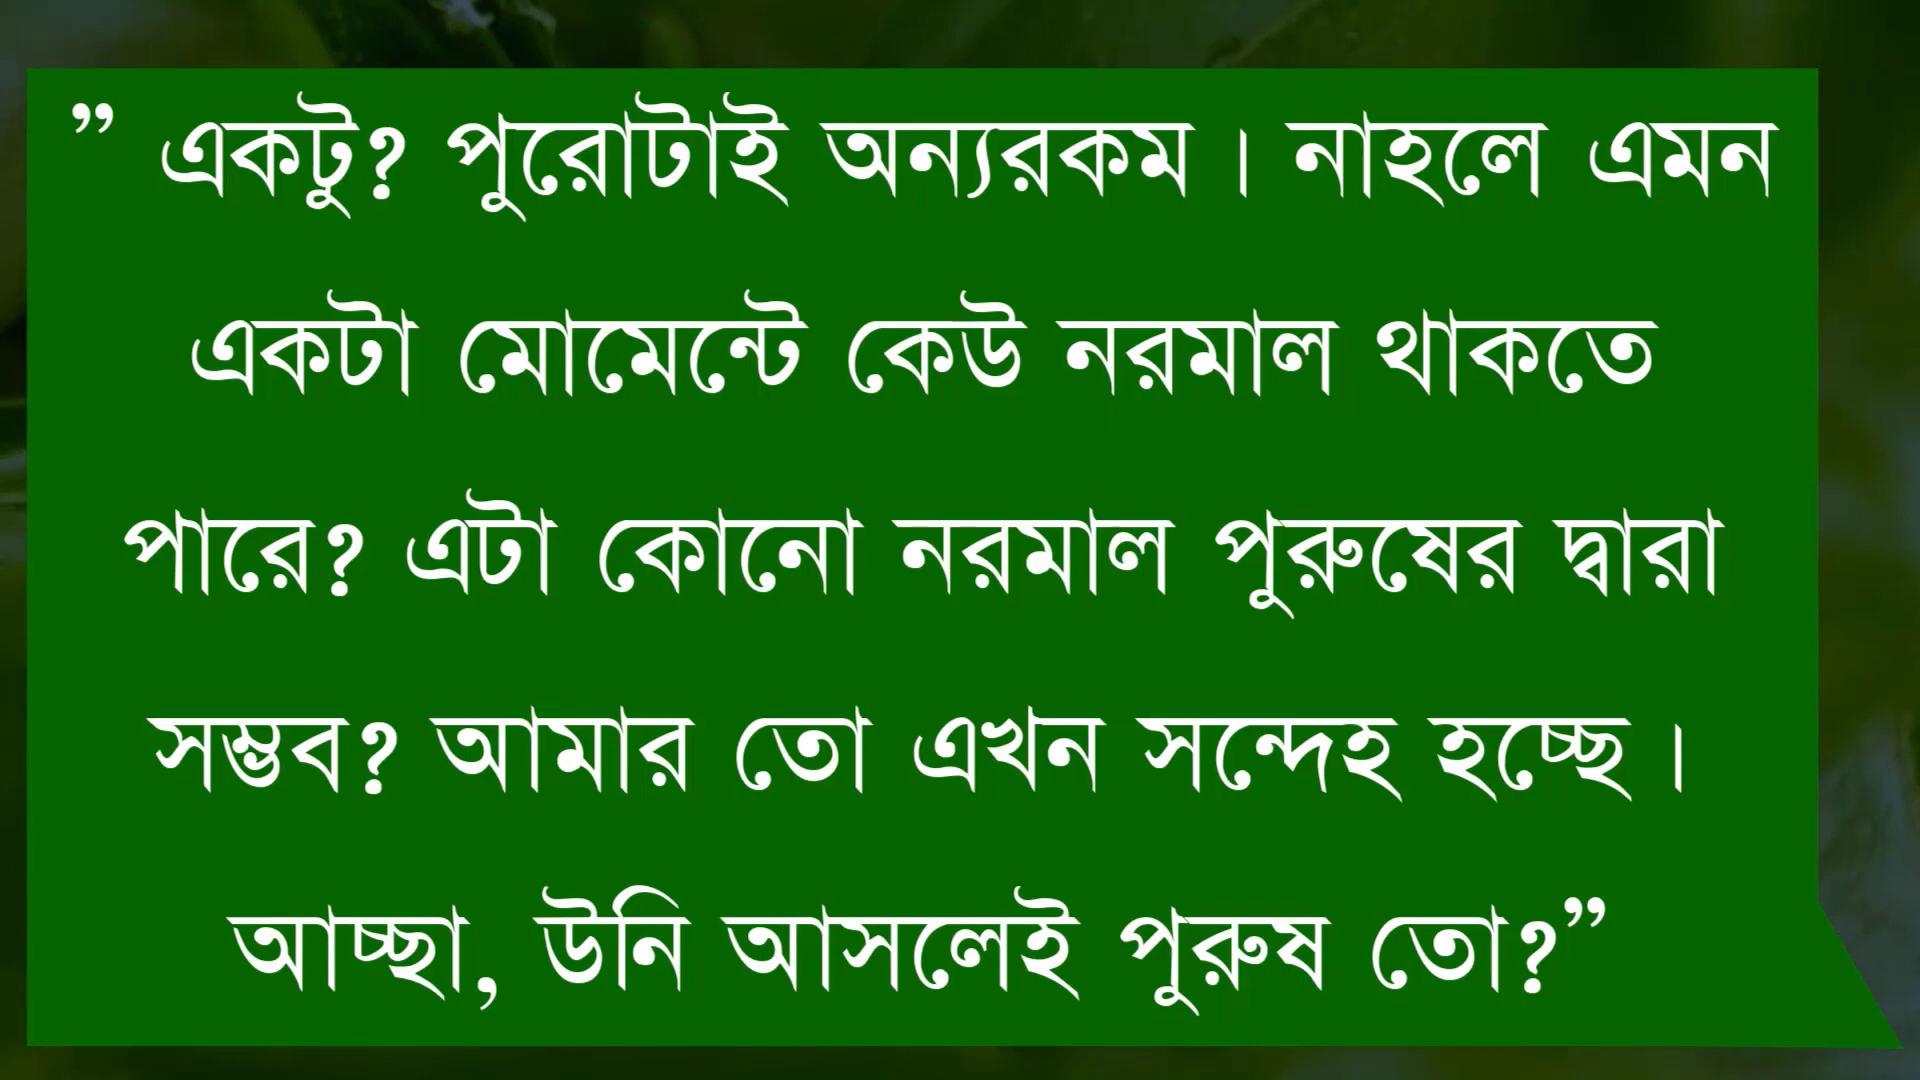 ” একটু? পুরোটাই অন্যরকম। নাহলে এমন
একটা মোমেন্টে কেউ নরমাল থাকতে
পারে? এটা কোনো নরমাল পুরুষের দ্বারা
সম্ভব? আমার তো এখন সন্দেহ হচ্ছে।
আচ্ছা, উনি আসলেই পুরুষ তো?”